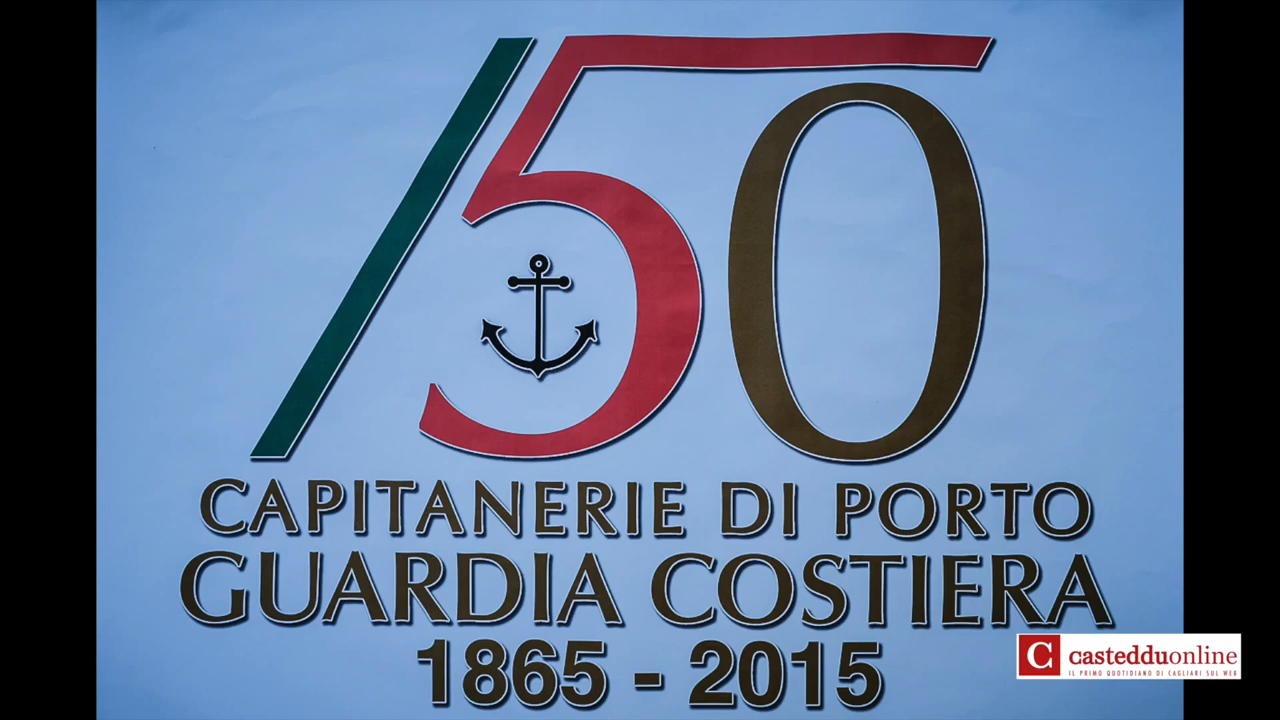 150
CAPITANERIE DI PORTO
GUARDIA COSTIERA
1865 - 2015
C casteddu online
IL PRIMO QUOTIDIANO DI CAGLIARI SUL WEB